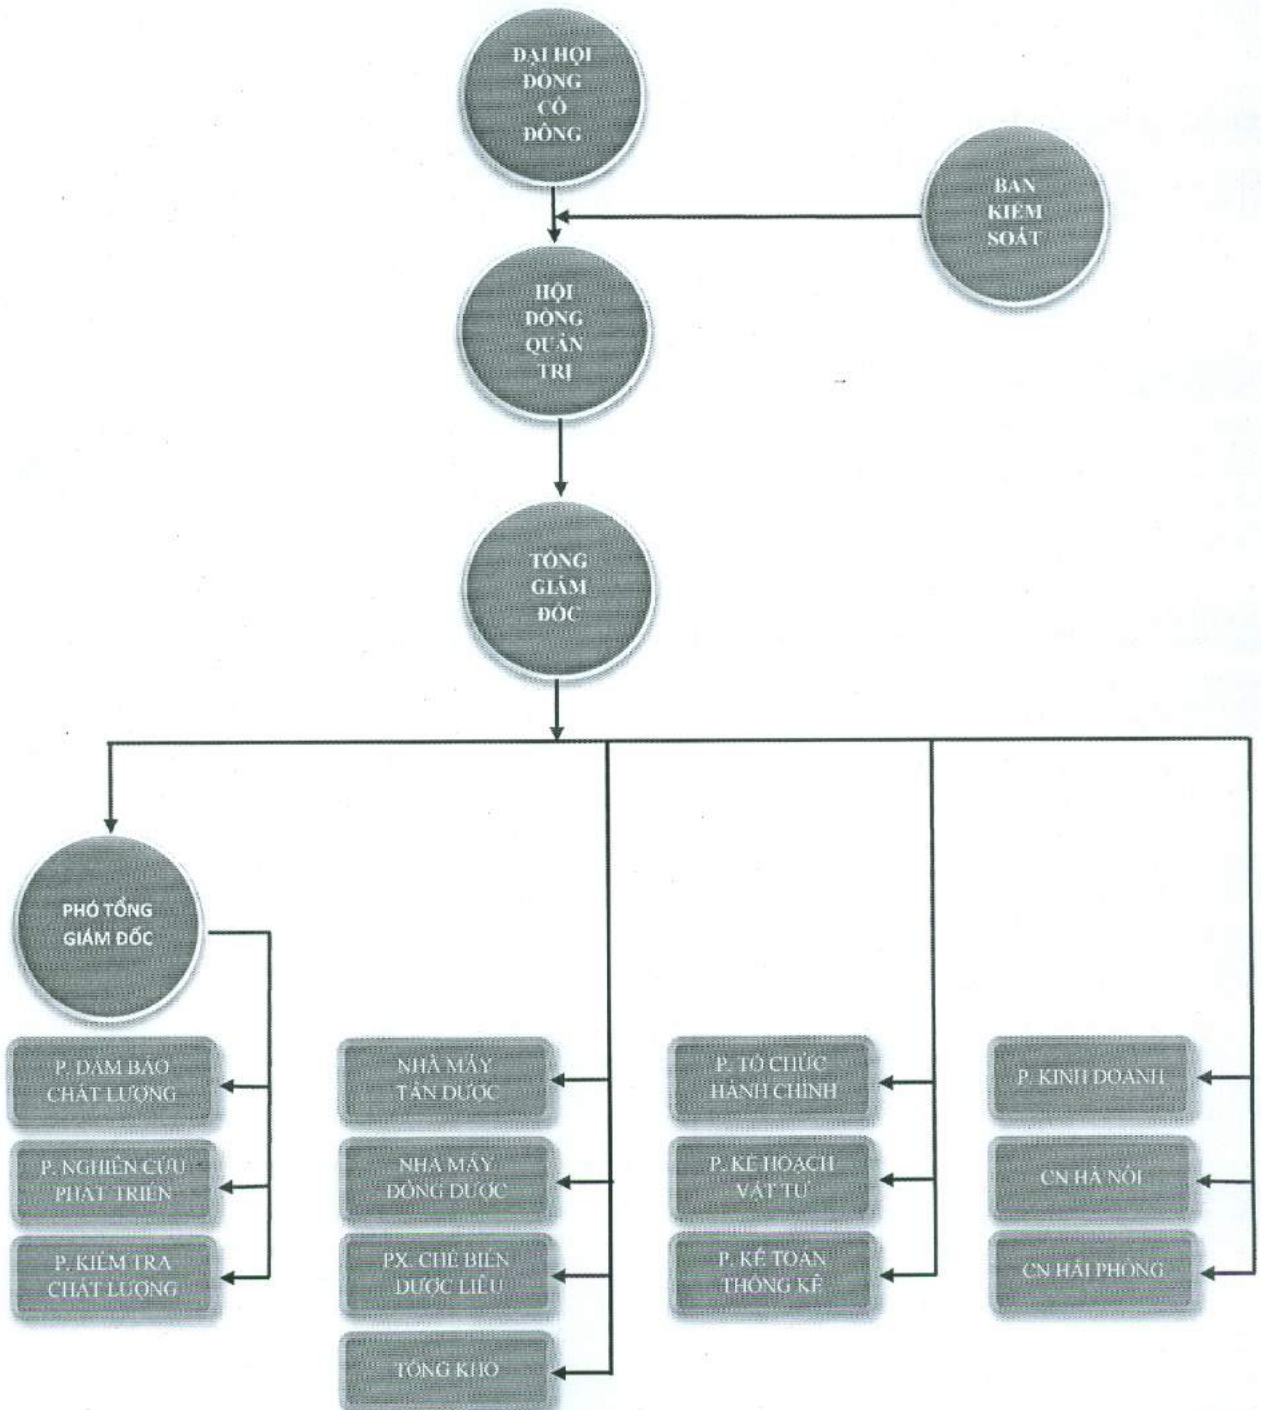 ĐẠI HỘI
ĐỒNG
CỔ
ĐÔNG
BAN
KIỂM
SOÁT
HỘI
ĐỒNG
QUẢN
TRỊ
TỔNG
GIÁM
ĐỐC
PHÓ TỔNG
GIÁM ĐỐC
P. ĐẢM BẢO
CHẤT LƯỢNG
P. NGHIÊN CỨU
PHÁT TRIỂN
P. KIỂM TRA
CHẤT LƯỢNG
NHÀ MÁY
TÂN DƯỢC
NHÀ MÁY
ĐÔNG DƯỢC
PX. CHẾ BIẾN
DƯỢC LIỆU
TỔNG KHO
P. TỔ CHỨC
HÀNH CHÍNH
P. KẾ HOẠCH
VẬT TƯ
P. KẾ TOÁN
THỐNG KÊ
P. KINH DOANH
CN HÀ NỘI
CN HẢI PHÒNG